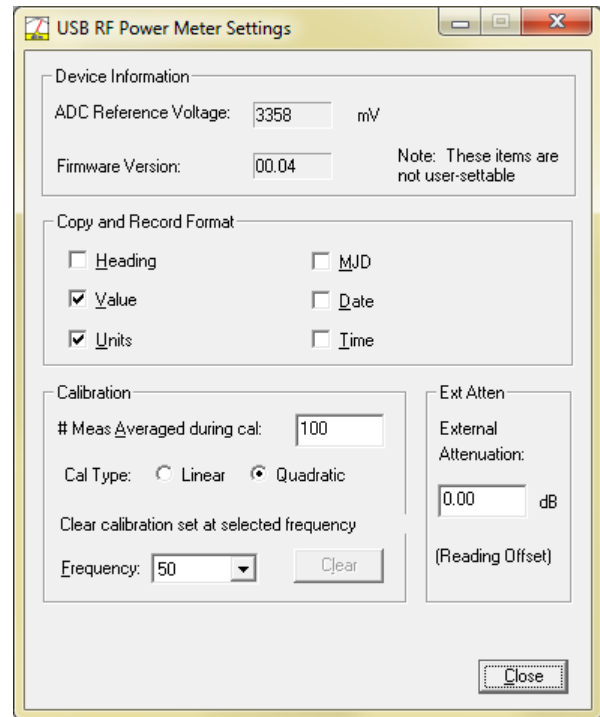 USB RF Power Meter Settings
Device Information
ADC Reference Voltage: 3358 mV
Firmware Version: 00.04
Note: These items are
not user-settable
Copy and Record Format
Heading
MJD
Value
Date
Units
Time
Calibration
# Meas Averaged during cal: 100
Cal Type: Linear Quadratic
Clear calibration set at selected frequency
Frequency: 50 Clear
Ext Atten
External
Attenuation:
0.00 dB
(Reading Offset)
Close